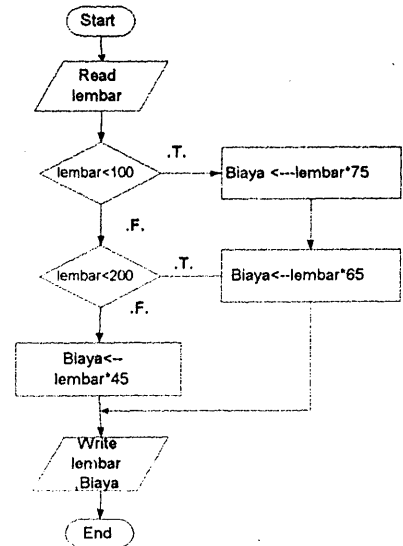 Start
Read
lembar
lembar<100
.T.
Biaya <---lembar*75
.F.
lembar<200
.T.
Biaya<--lembar*65
.F.
Biaya<--
lembar*45
Write
lembar
,Biaya
End